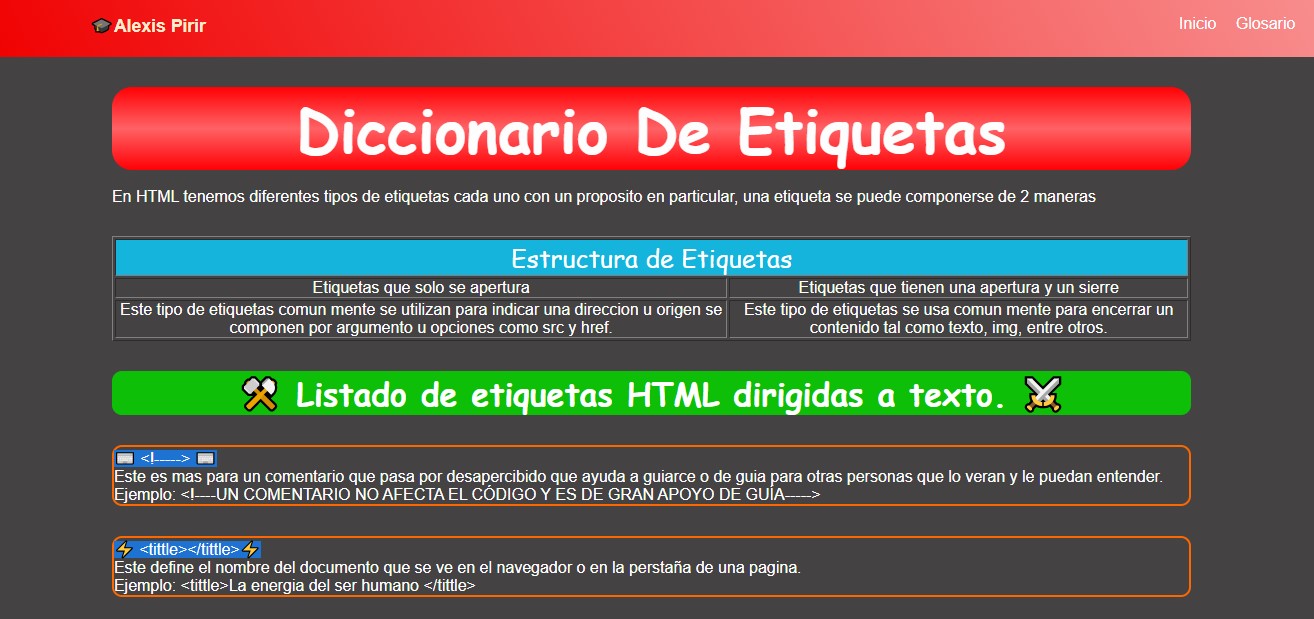 🎓Alexis Pirir
Inicio Glosario
Diccionario De Etiquetas
En HTML tenemos diferentes tipos de etiquetas cada uno con un proposito en particular, una etiqueta se puede componerse de 2 maneras
Estructura de Etiquetas
Etiquetas que solo se apertura
Etiquetas que tienen una apertura y un sierre
Este tipo de etiquetas comun mente se utilizan para indicar una direccion u origen se
componen por argumento u opciones como src y href.
Este tipo de etiquetas se usa comun mente para encerrar un
contenido tal como texto, img, entre otros.
Listado de etiquetas HTML dirigidas a texto.
<!----->
Este es mas para un comentario que pasa por desapercibido que ayuda a guiarce o de guia para otras personas que lo veran y le puedan entender.
Ejemplo: <!----UN COMENTARIO NO AFECTA EL CÓDIGO Y ES DE GRAN APOYO DE GUÍA----->
⚡ <tittle></tittle>⚡
Este define el nombre del documento que se ve en el navegador o en la perstaña de una pagina.
Ejemplo: <tittle>La energia del ser humano </tittle>